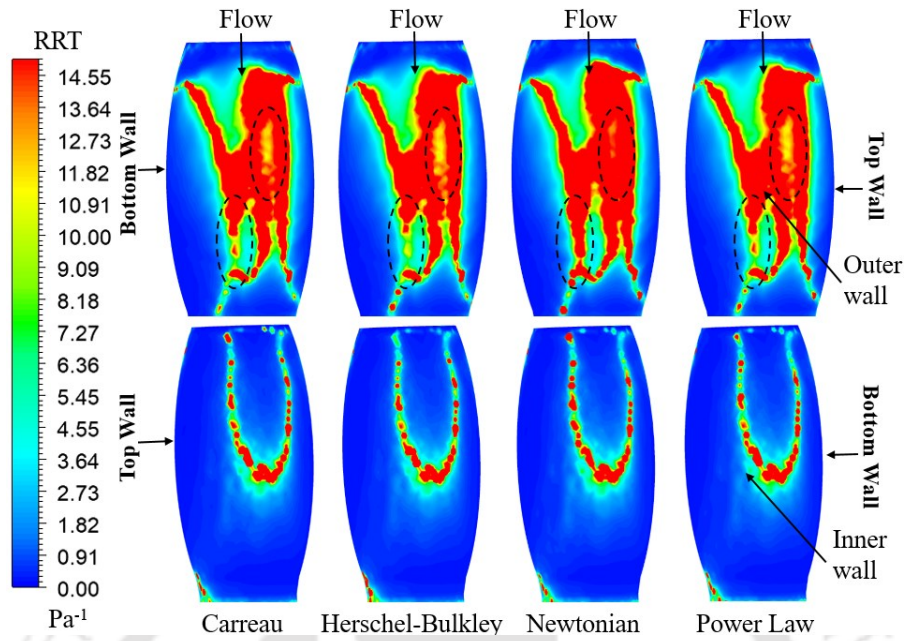 Flow Flow Flow Flow
RRT
14.55
13.64
12.73
11.82
10.91
10.00
9.09
8.18
7.27
6.36
5.45
4.55
3.64
2.73
1.82
0.91
0.00
Pa⁻¹
Bottom Wall
Top Wall
Outer
wall
Top Wall
Bottom Wall
Inner
wall
Carreau Herschel-Bulkley Newtonian Power Law